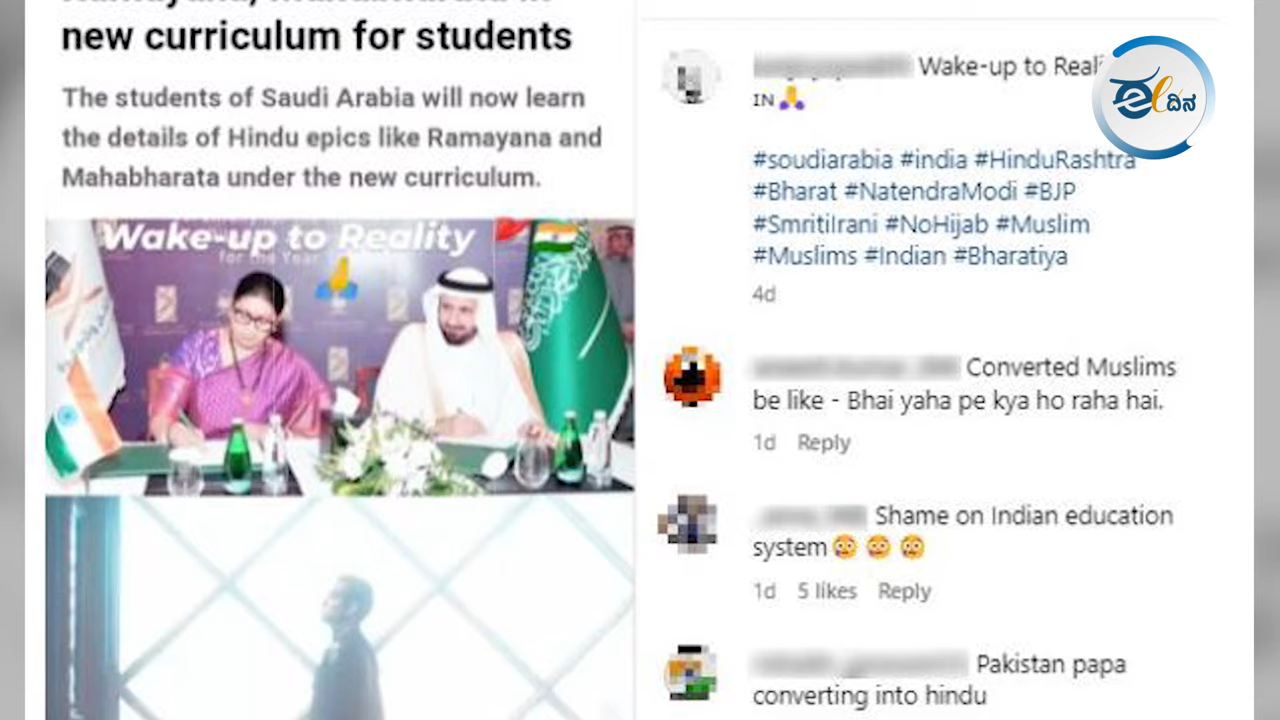 new curriculum for students
The students of Saudi Arabia will now learn
the details of Hindu epics like Ramayana and
Mahabharata under the new curriculum.
Wake-up to Reality
for the Year
Wake-up to Reali
IN
#soudiarabia #india #HinduRashtra
#Bharat #NatendraModi #BJP
#SmritiIrani #NoHijab #Muslim
#Muslims #Indian #Bharatiya
4d
Converted Muslims
be like - Bhai yaha pe kya ho raha hai.
1d Reply
Shame on Indian education
system
1d 5 likes Reply
Pakistan papa
converting into hindu
ದಿನ